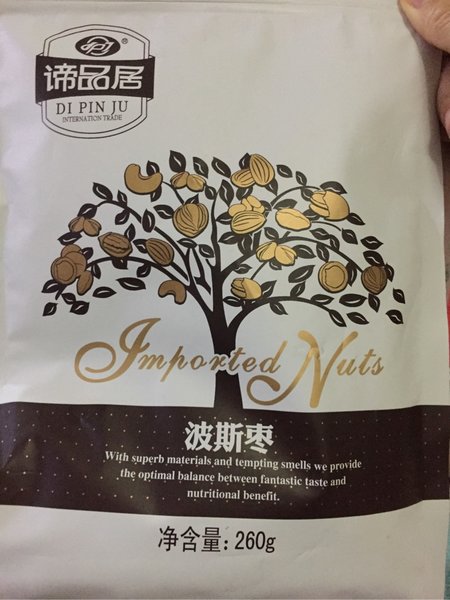 谛品居
®
DI PIN JU
INTERNATION TRADE
Imported Nuts
波斯枣
With superb materials and tempting smells we provide
the optimal balance between fantastic taste and
nutritional benefit.
净含量: 260g